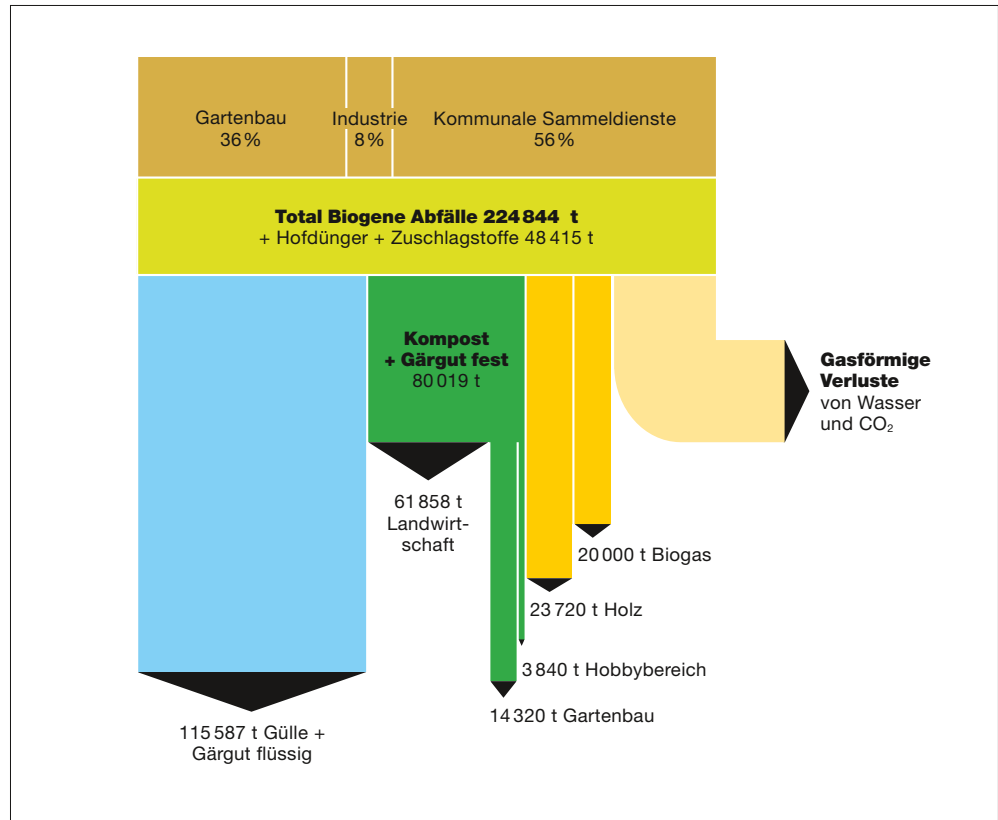 Gartenbau
36%
Industrie
8%
Kommunale Sammeldienste
56%
Total Biogene Abfälle 224 844 t
+ Hofdünger + Zuschlagstoffe 48 415 t
Kompost
+ Gärgut fest
80 019 t
Gasförmige
Verluste
von Wasser
und CO₂
61 858 t
Landwirt-
schaft
20 000 t Biogas
23 720 t Holz
3 840 t Hobbybereich
14 320 t Gartenbau
115 587 t Gülle +
Gärgut flüssig